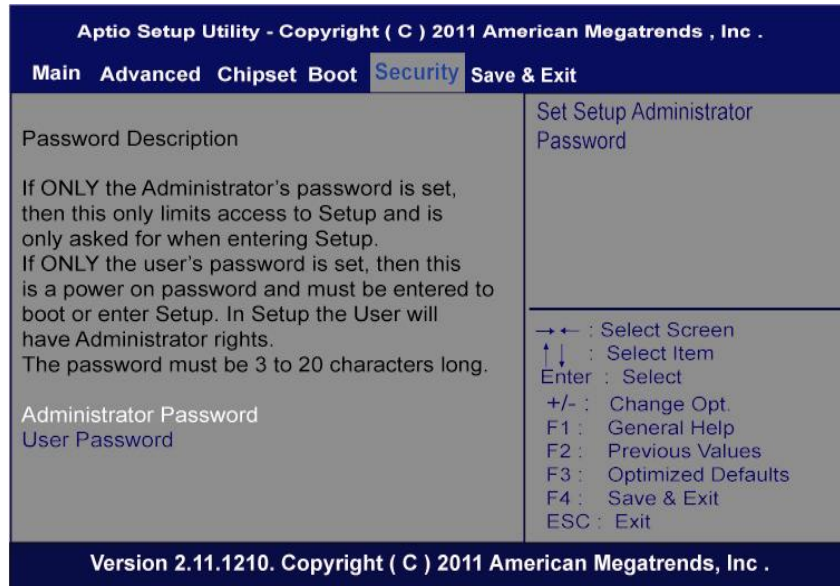 Aptio Setup Utility - Copyright ( C ) 2011 American Megatrends , Inc .
Main Advanced Chipset Boot Security Save & Exit
Password Description
If ONLY the Administrator's password is set,
then this only limits access to Setup and is
only asked for when entering Setup.
If ONLY the user's password is set, then this
is a power on password and must be entered to
boot or enter Setup. In Setup the User will
have Administrator rights.
The password must be 3 to 20 characters long.
Administrator Password
User Password
Set Setup Administrator
Password
→← : Select Screen
↑↓ : Select Item
Enter : Select
+/- : Change Opt.
F1 : General Help
F2 : Previous Values
F3 : Optimized Defaults
F4 : Save & Exit
ESC : Exit
Version 2.11.1210. Copyright ( C ) 2011 American Megatrends, Inc .